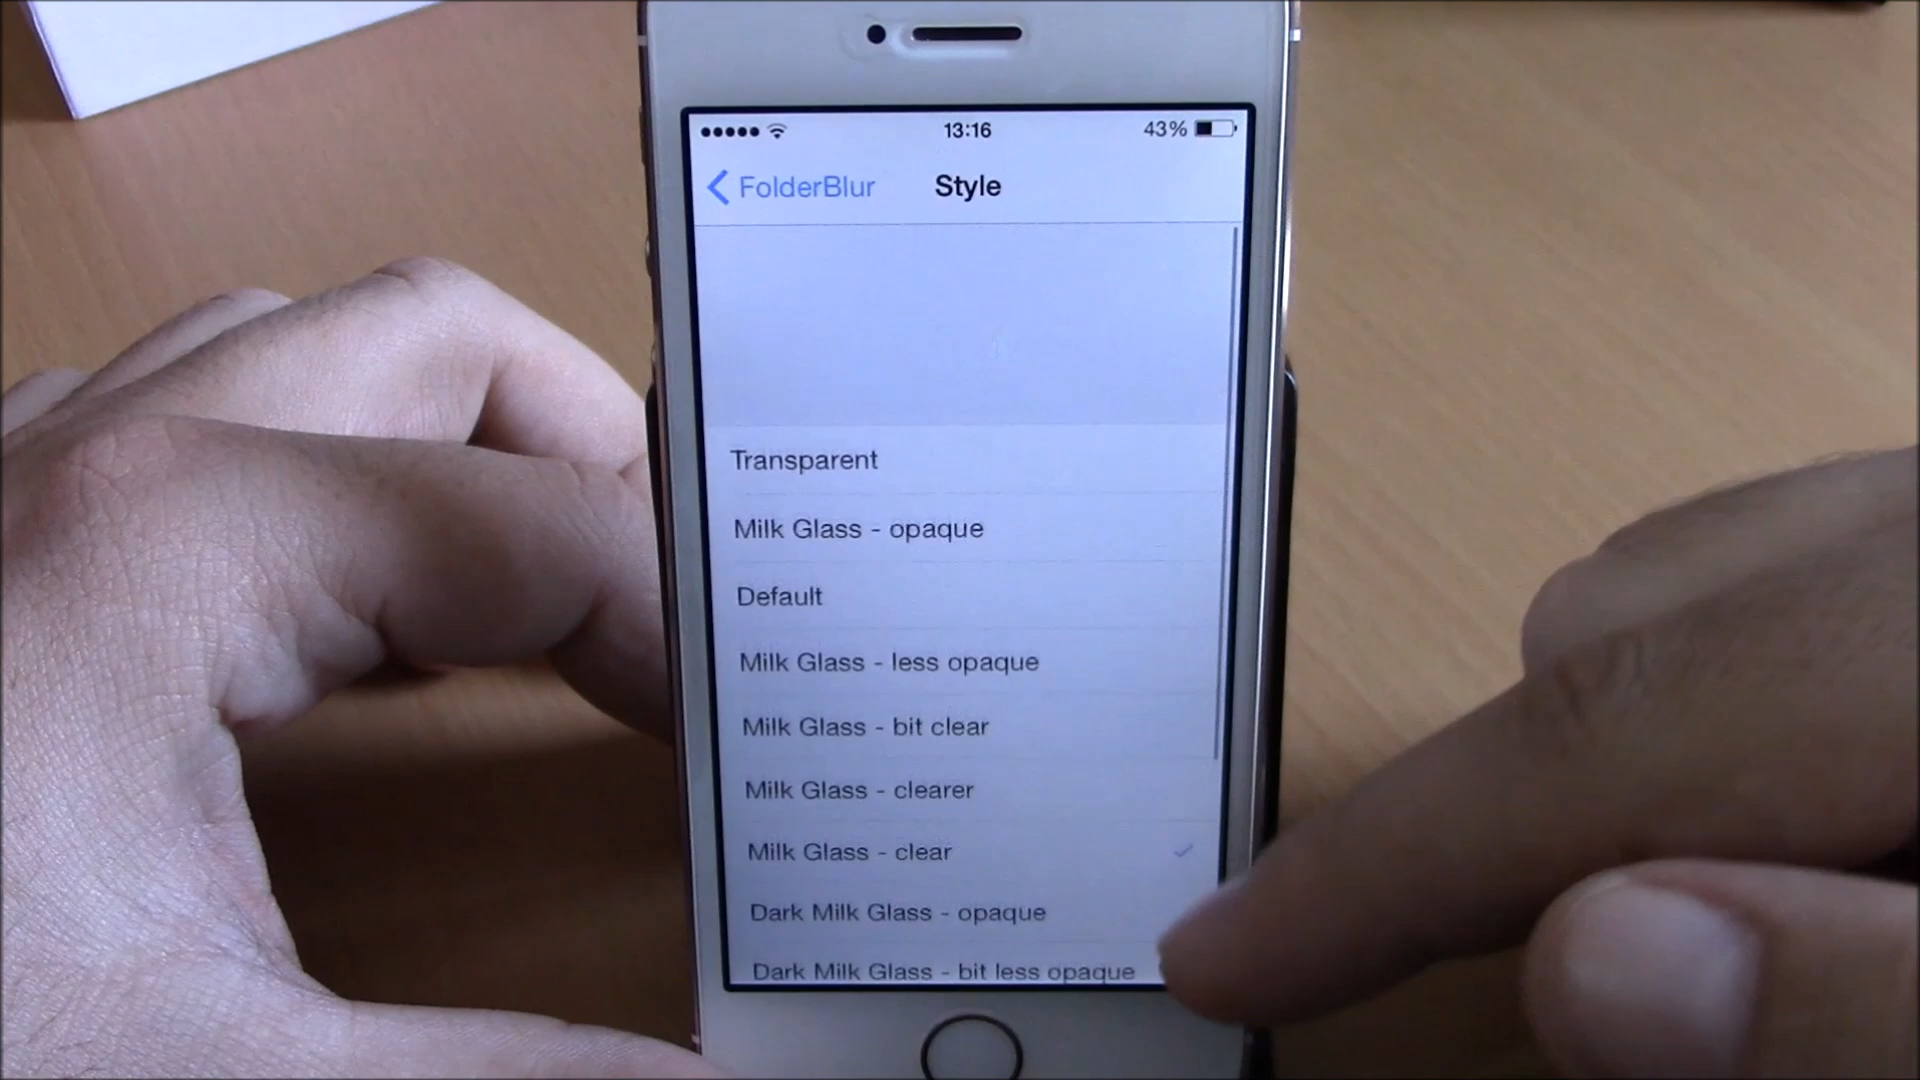 13:16 43%
FolderBlur Style
Transparent
Milk Glass - opaque
Default
Milk Glass - less opaque
Milk Glass - bit clear
Milk Glass - clearer
Milk Glass - clear
Dark Milk Glass - opaque
Dark Milk Glass - bit less opaque